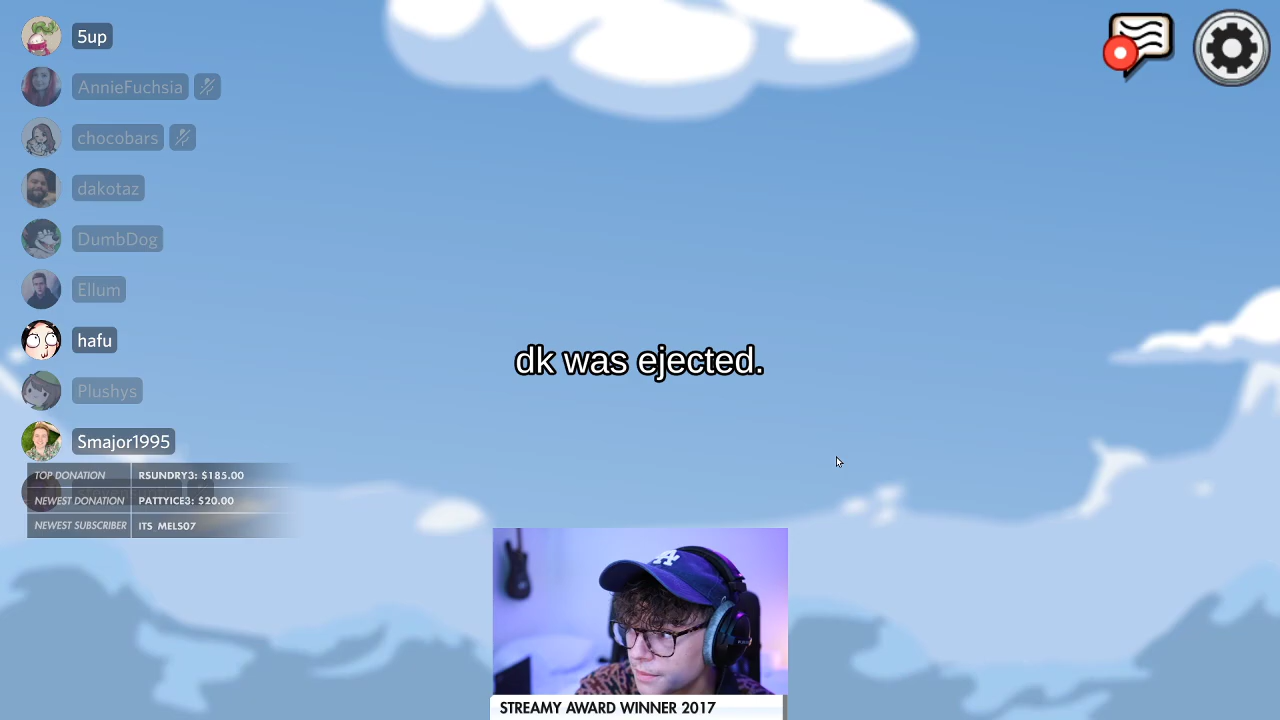 5up
AnnieFuchsia
chocobars
dakotaz
DumbDog
Ellum
hafu
Plushys
Smajor1995
dk was ejected.
TOP DONATION RSUNDRY3: $185.00
NEWEST DONATION PATTYICE3: $20.00
NEWEST SUBSCRIBER ITS MELS07
STREAMY AWARD WINNER 2017